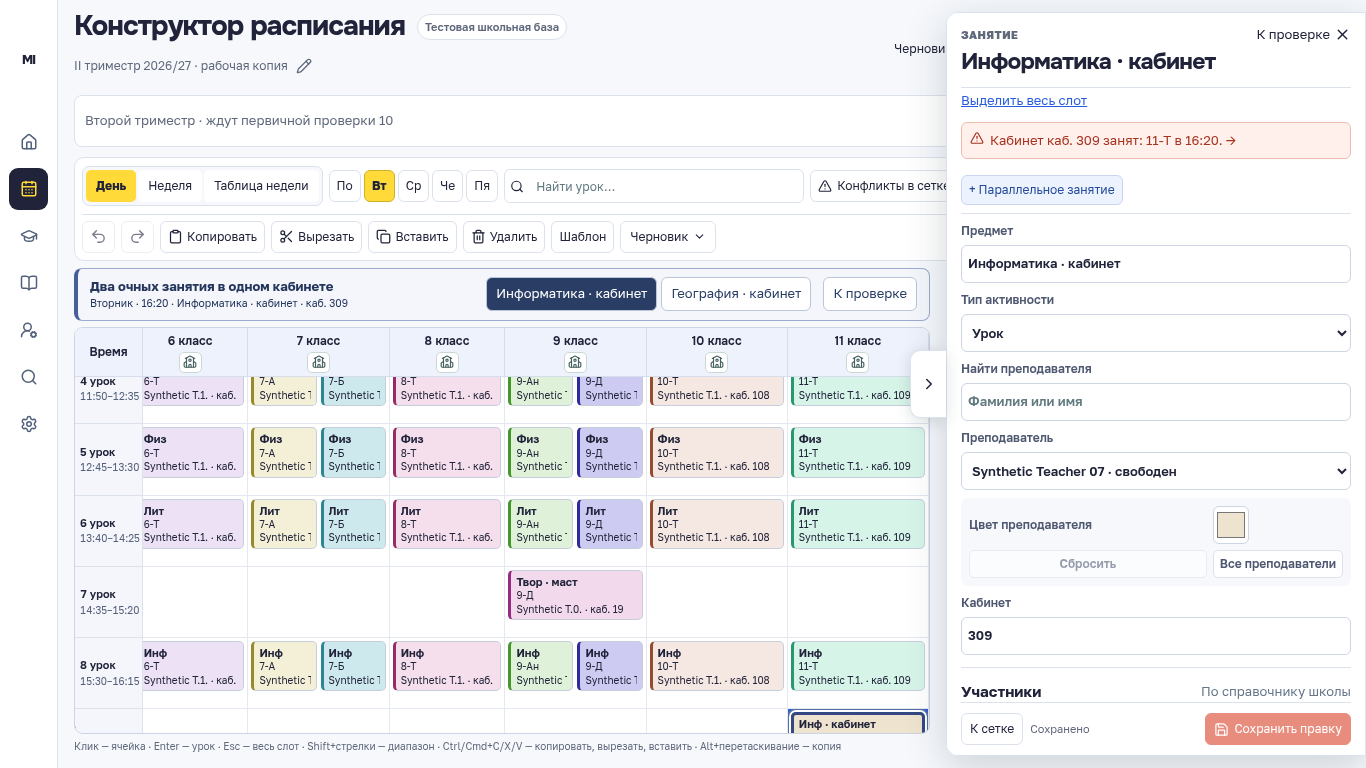 MI
Конструктор расписания
Тестовая школьная база
II триместр 2026/27 · рабочая копия
Второй триместр · ждут первичной проверки 10
День
Неделя
Таблица недели
По
Вт
Ср
Че
Пя
Найти урок...
Конфликты в сетке
Копировать
Вырезать
Вставить
Удалить
Шаблон
Черновик
Два очных занятия в одном кабинете
Вторник · 16:20 · Информатика · кабинет · каб. 309
Информатика · кабинет
География · кабинет
К проверке
Время
6 класс
7 класс
8 класс
9 класс
10 класс
11 класс
4 урок
11:50–12:35
6-Т
Synthetic T.1. · каб.
7-А
Synthetic
7-Б
Synthetic
8-Т
Synthetic T.1. · каб.
9-Ан
Synthetic
9-Д
Synthetic
10-Т
Synthetic T.1. · каб. 108
11-Т
Synthetic T.1. · каб. 109
5 урок
12:45–13:30
Физ
6-Т
Synthetic T.1. · каб.
Физ
7-А
Synthetic
Физ
7-Б
Synthetic
Физ
8-Т
Synthetic T.1. · каб.
Физ
9-Ан
Synthetic
Физ
9-Д
Synthetic
Физ
10-Т
Synthetic T.1. · каб. 108
Физ
11-Т
Synthetic T.1. · каб. 109
6 урок
13:40–14:25
Лит
6-Т
Synthetic T.1. · каб.
Лит
7-А
Synthetic
Лит
7-Б
Synthetic
Лит
8-Т
Synthetic T.1. · каб.
Лит
9-Ан
Synthetic
Лит
9-Д
Synthetic
Лит
10-Т
Synthetic T.1. · каб. 108
Лит
11-Т
Synthetic T.1. · каб. 109
7 урок
14:35–15:20
Твор · маст
9-Д
Synthetic T.0. · каб. 19
8 урок
15:30–16:15
Инф
6-Т
Synthetic T.1. · каб.
Инф
7-А
Synthetic
Инф
7-Б
Synthetic
Инф
8-Т
Synthetic T.1. · каб.
Инф
9-Ан
Synthetic
Инф
9-Д
Synthetic
Инф
10-Т
Synthetic T.1. · каб. 108
Инф
11-Т
Synthetic T.1. · каб. 109
Инф · кабинет
Клик — ячейка · Enter — урок · Esc — весь слот · Shift+стрелки — диапазон · Ctrl/Cmd+C/X/V — копировать, вырезать, вставить · Alt+перетаскивание — копия
ЗАНЯТИЕ
К проверке
Информатика · кабинет
Выделить весь слот
Кабинет каб. 309 занят: 11-Т в 16:20. →
+ Параллельное занятие
Предмет
Информатика · кабинет
Тип активности
Урок
Найти преподавателя
Фамилия или имя
Преподаватель
Synthetic Teacher 07 · свободен
Цвет преподавателя
Сбросить
Все преподаватели
Кабинет
309
Участники
По справочнику школы
К сетке
Сохранено
Сохранить правку